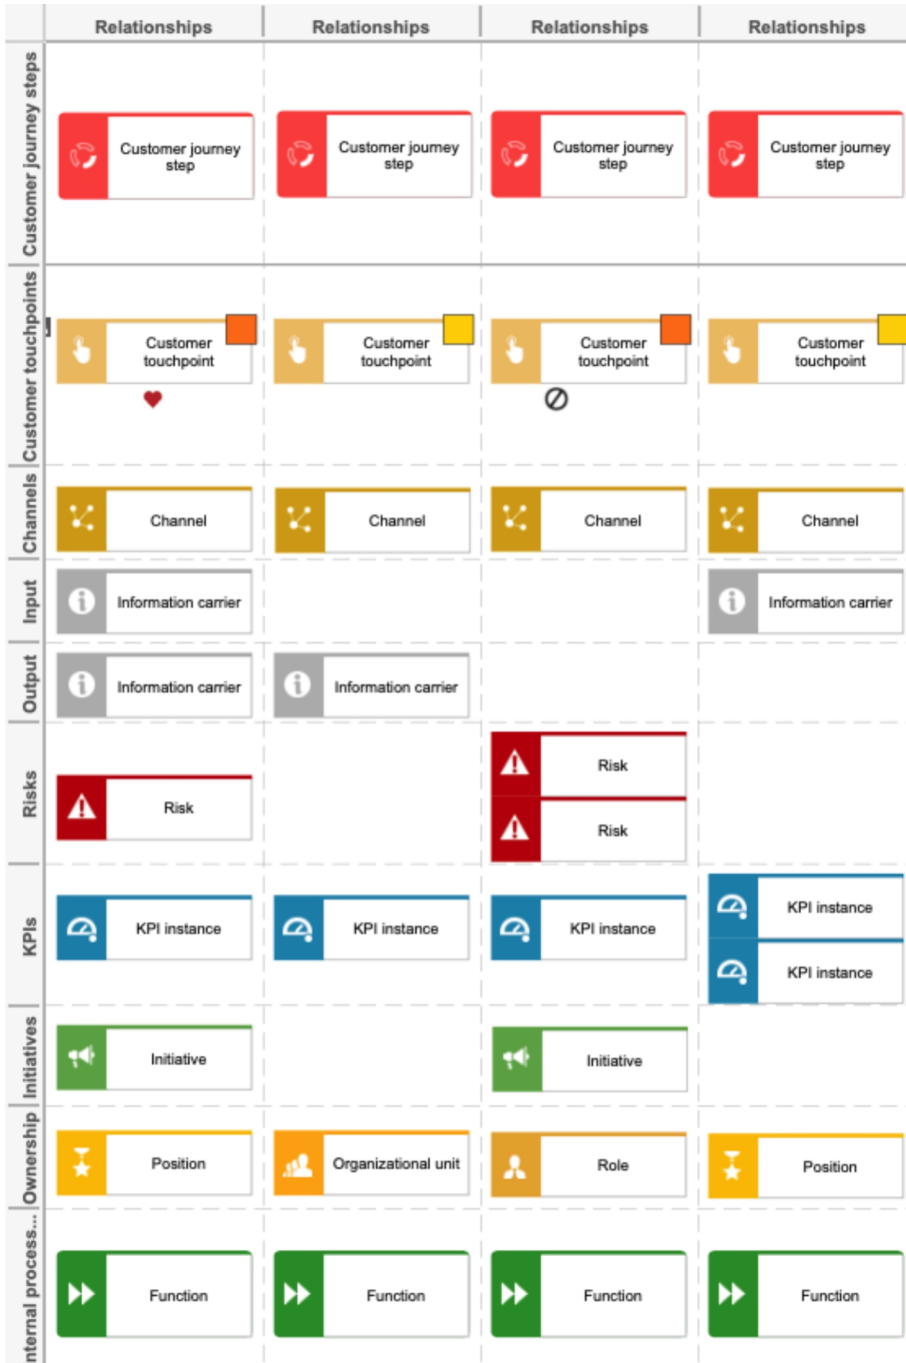 Relationships Relationships Relationships Relationships
Customer journey steps
Customer journey
step
Customer journey
step
Customer journey
step
Customer journey
step
Customer touchpoints
Customer
touchpoint
Customer
touchpoint
Customer
touchpoint
Customer
touchpoint
Channels
Channel
Channel
Channel
Channel
Input
Information carrier
Information carrier
Output
Information carrier
Information carrier
Risks
Risk
Risk
Risk
KPIs
KPI instance
KPI instance
KPI instance
KPI instance
KPI instance
Initiatives
Initiative
Initiative
Ownership
Position
Organizational unit
Role
Position
nternal process...
Function
Function
Function
Function